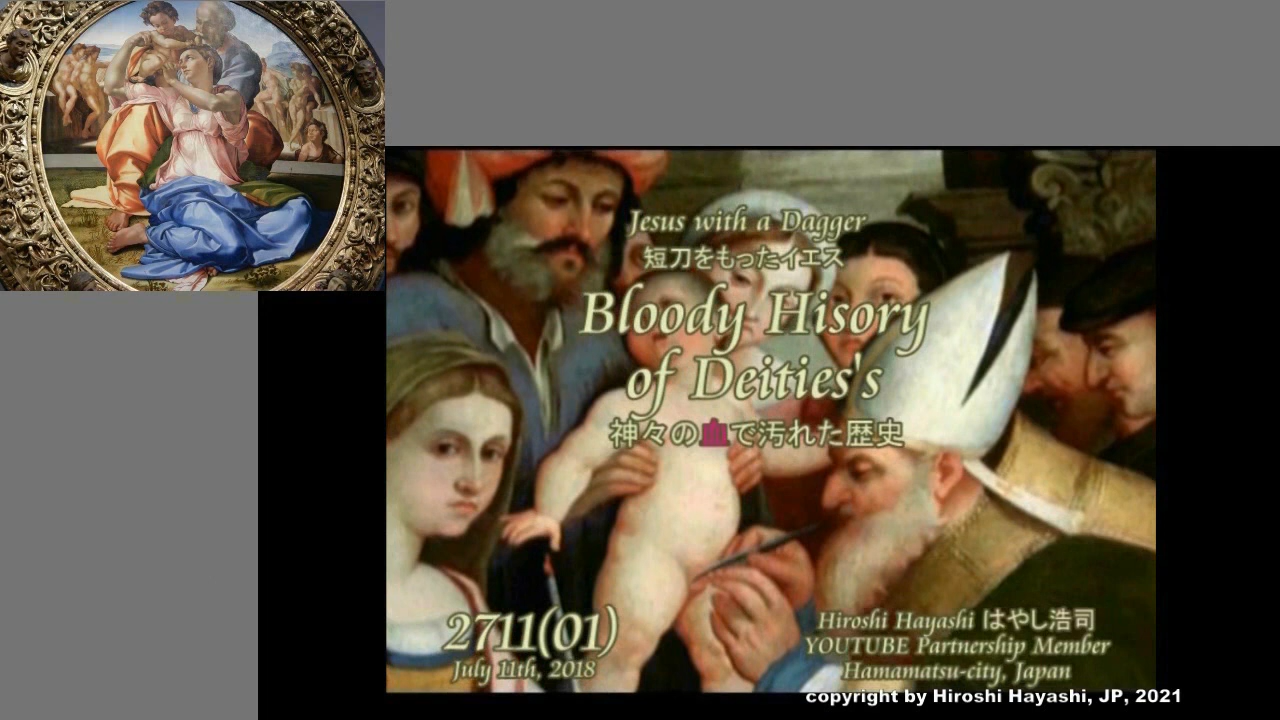 Jesus with a Dagger
短刀をもったイエス
Bloody Hisory
of Deities's
神々の血で汚れた歴史
2711(01)
July 11th, 2018
Hiroshi Hayashi はやし浩司
YOUTUBE Partnership Member
Hamamatsu-city, Japan
copyright by Hiroshi Hayashi, JP, 2021